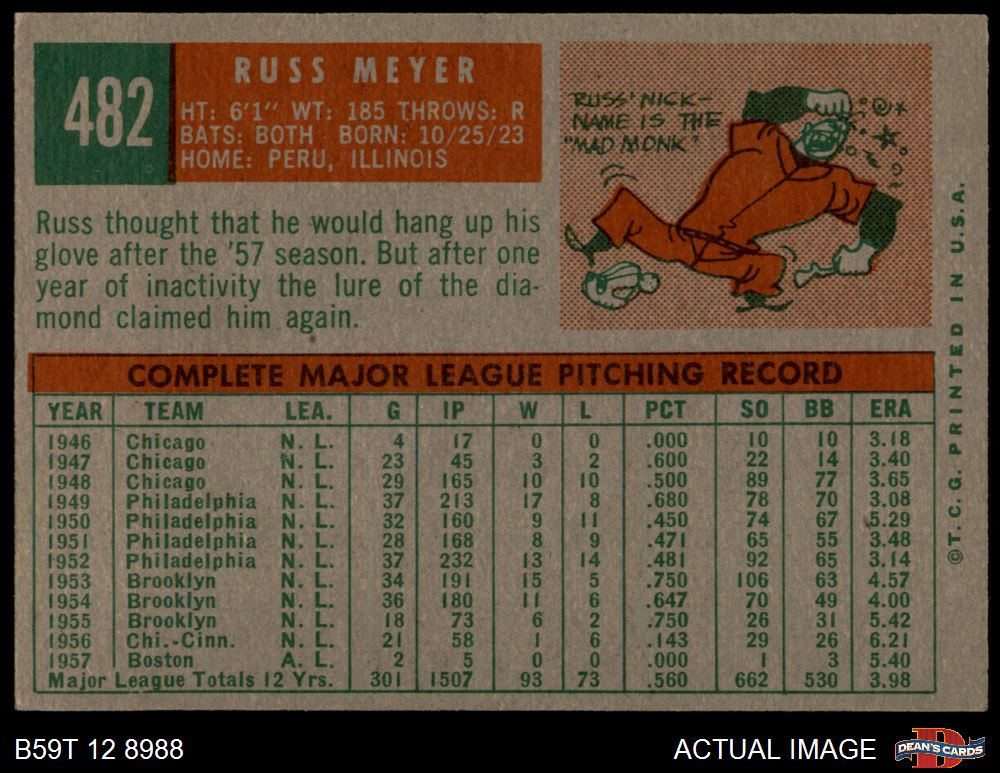 482
RUSS MEYER
HT: 6'1" WT: 185 THROWS: R
BATS: BOTH BORN: 10/25/23
HOME: PERU, ILLINOIS
RUSS' NICK-
NAME IS THE
"MAD MONK"
Russ thought that he would hang up his
glove after the '57 season. But after one
year of inactivity the lure of the dia-
mond claimed him again.
COMPLETE MAJOR LEAGUE PITCHING RECORD
YEAR TEAM LEA. G IP W L PCT SO BB ERA
1946 Chicago N. L. 4 17 0 0 .000 10 10 3.18
1947 Chicago N. L. 23 45 3 2 .600 22 14 3.40
1948 Chicago N. L. 29 165 10 10 .500 89 77 3.65
1949 Philadelphia N. L. 37 213 17 8 .680 78 70 3.08
1950 Philadelphia N. L. 32 160 9 11 .450 74 67 5.29
1951 Philadelphia N. L. 28 168 8 9 .471 65 55 3.48
1952 Philadelphia N. L. 37 232 13 14 .481 92 65 3.14
1953 Brooklyn N. L. 34 191 15 5 .750 106 63 4.57
1954 Brooklyn N. L. 36 180 11 6 .647 70 49 4.00
1955 Brooklyn N. L. 18 73 6 2 .750 26 31 5.42
1956 Chi.-Cinn. N. L. 21 58 1 6 .143 29 26 6.21
1957 Boston A. L. 2 5 0 0 .000 1 3 5.40
Major League Totals 12 Yrs. 301 1507 93 73 .560 662 530 3.98
©T. C. G. PRINTED IN U.S.A.
B59T 12 8988
ACTUAL IMAGE
D
DEAN'S CARDS